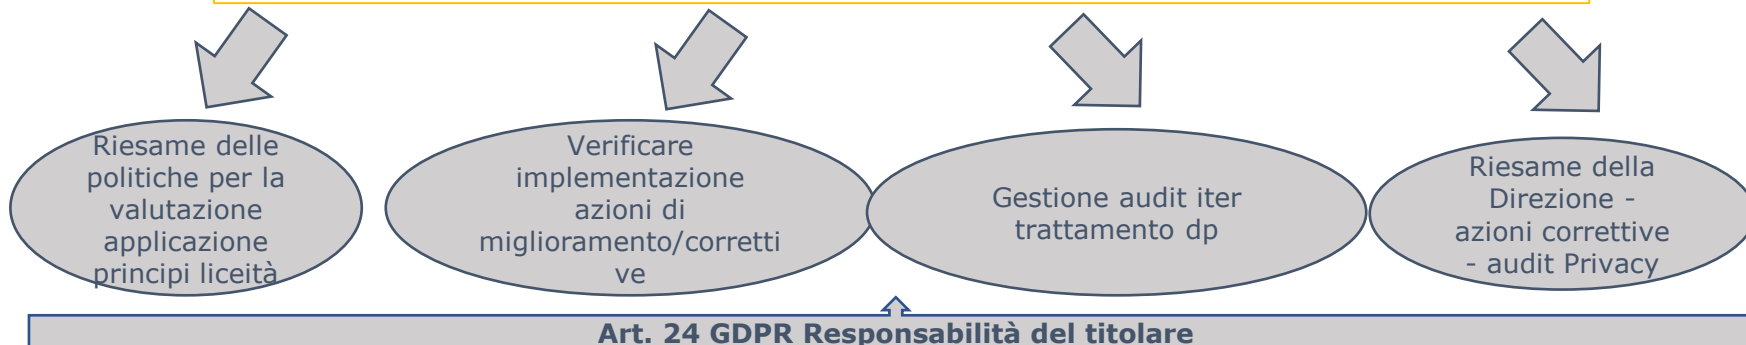 Riesame delle
politiche per la
valutazione
applicazione
principi liceità
Verificare
implementazione
azioni di
miglioramento/corretti
ve
Gestione audit iter
trattamento dp
Riesame della
Direzione -
azioni correttive
- audit Privacy
Art. 24 GDPR Responsabilità del titolare